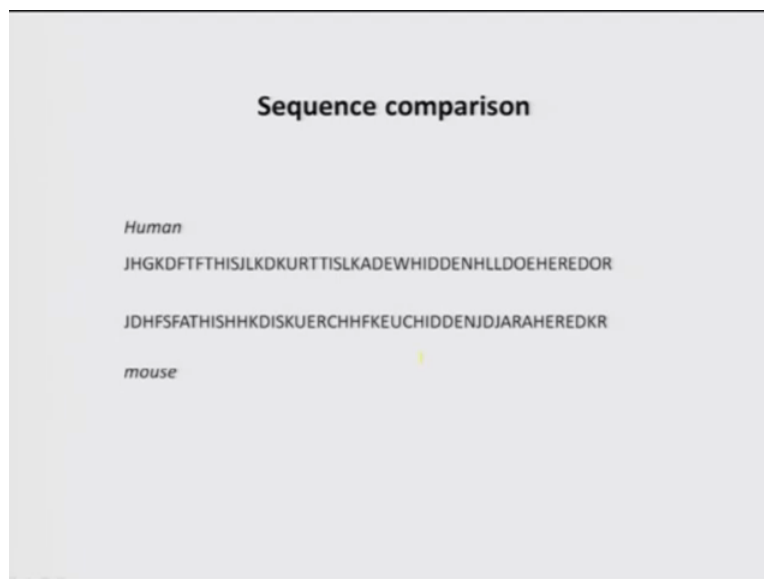 Sequence comparison
Human
JHGKDFTFTHISJLKDKURTTISLKADEWHIDDENHLLDOEHEREDOR
JDHFSFATHISHHKDISKUERCHHFKEUCHIDDENJDJARAHEREDKR
mouse